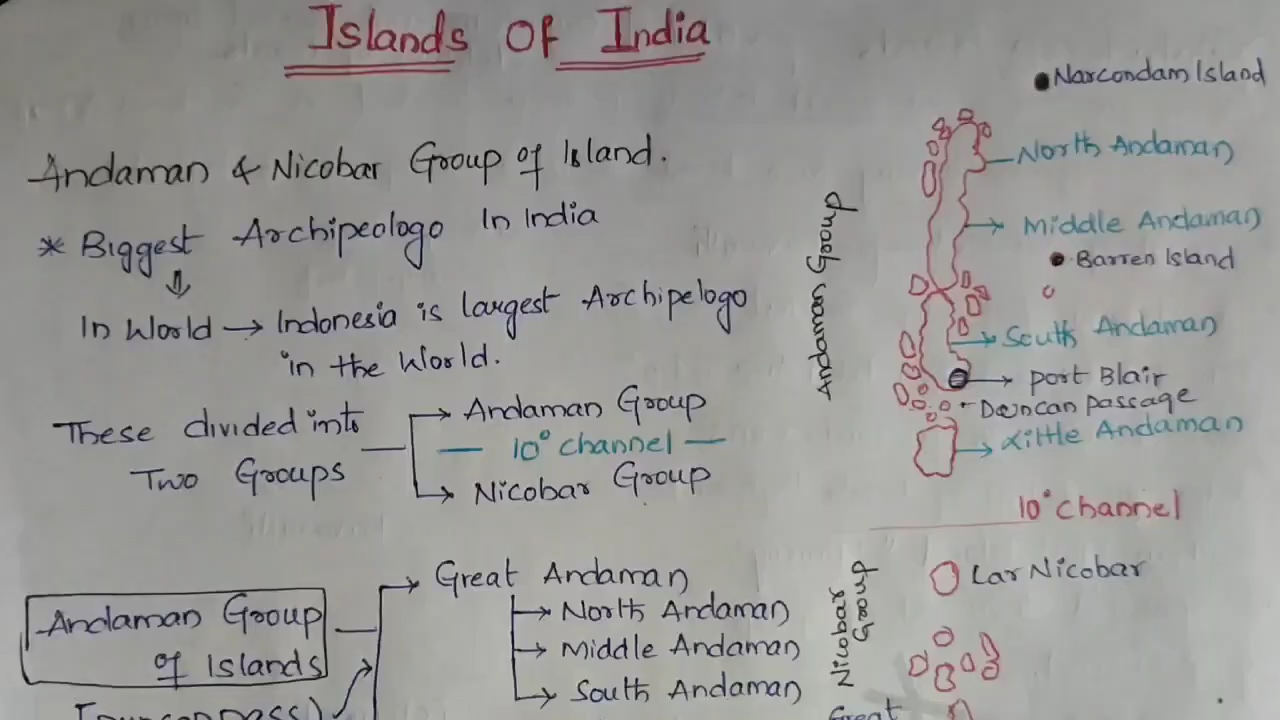 Islands Of India
Andaman & Nicobar Group of Island.
* Biggest Archipeologo In India
In World → Indonesia is largest Archipelogo
in the World.
These divided into
Two Groups
Andaman Group
10° channel
Nicobar Group
Andaman Group
of Islands
Great Andaman
North Andaman
Middle Andaman
South Andaman
Narcondam Island
North Andaman
Middle Andaman
Barren Island
South Andaman
Port Blair
Duncan passage
Little Andaman
Andaman Group
10° channel
Car Nicobar
Nicobar
Group
Great